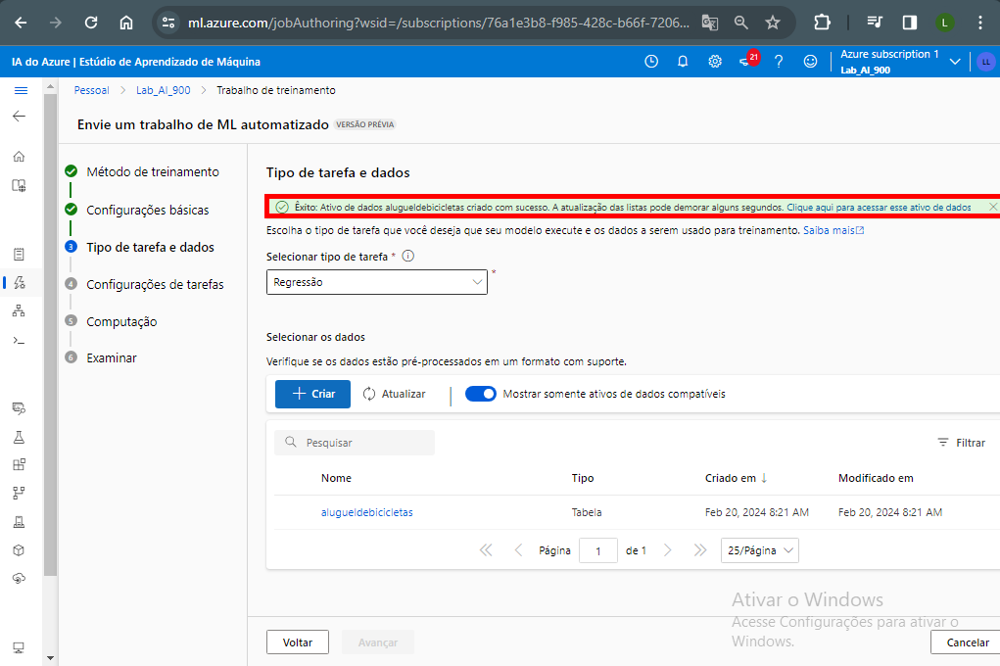 ml.azure.com/jobAuthoring?wsid=/subscriptions/76a1e3b8-f985-428c-b66f-7206...
L
IA do Azure | Estúdio de Aprendizado de Máquina
21
Azure subscription 1
Lab_AI_900
LL
Pessoal > Lab_AI_900 > Trabalho de treinamento
Envie um trabalho de ML automatizado VERSÃO PRÉVIA
Método de treinamento
Configurações básicas
3 Tipo de tarefa e dados
4 Configurações de tarefas
5 Computação
6 Examinar
Tipo de tarefa e dados
Êxito: Ativo de dados alugueldebicicletas criado com sucesso. A atualização das listas pode demorar alguns segundos. Clique aqui para acessar esse ativo de dados
Escolha o tipo de tarefa que você deseja que seu modelo execute e os dados a serem usado para treinamento. Saiba mais
Selecionar tipo de tarefa *
Regressão *
Selecionar os dados
Verifique se os dados estão pré-processados em um formato com suporte.
Criar Atualizar Mostrar somente ativos de dados compatíveis
Pesquisar Filtrar
Nome Tipo Criado em ↓ Modificado em
alugueldebicicletas Tabela Feb 20, 2024 8:21 AM Feb 20, 2024 8:21 AM
Página 1 de 1 25/Página
Ativar o Windows
Acesse Configurações para ativar o
Windows.
Voltar Avançar Cancelar